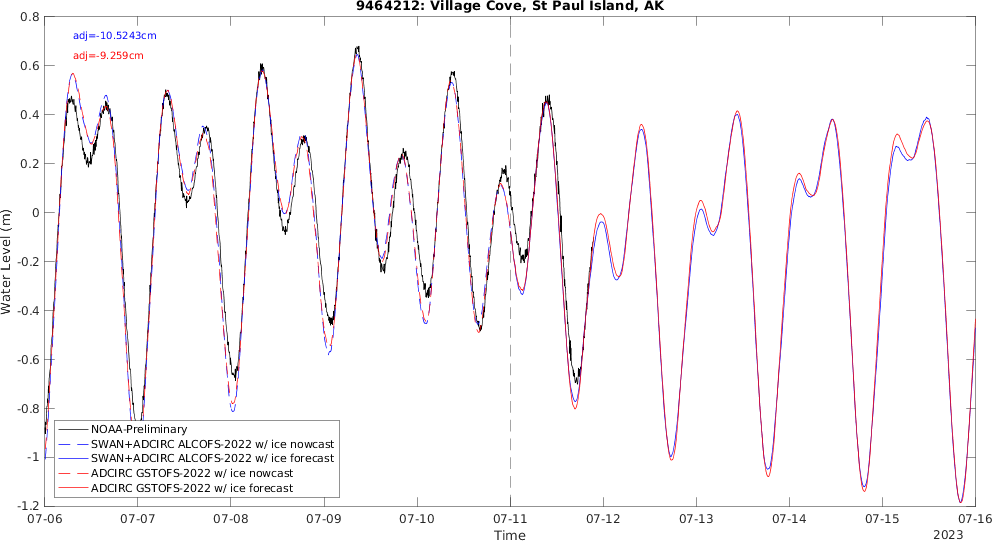 9464212: Village Cove, St Paul Island, AK
adj=-10.5243cm
adj=-9.259cm
Water Level (m)
0.8
0.6
0.4
0.2
0
-0.2
-0.4
-0.6
-0.8
-1
-1.2
NOAA-Preliminary
SWAN+ADCIRC ALCOFS-2022 w/ ice nowcast
SWAN+ADCIRC ALCOFS-2022 w/ ice forecast
ADCIRC GSTOFS-2022 w/ ice nowcast
ADCIRC GSTOFS-2022 w/ ice forecast
07-06 07-07 07-08 07-09 07-10 07-11 07-12 07-13 07-14 07-15 07-16
Time
2023